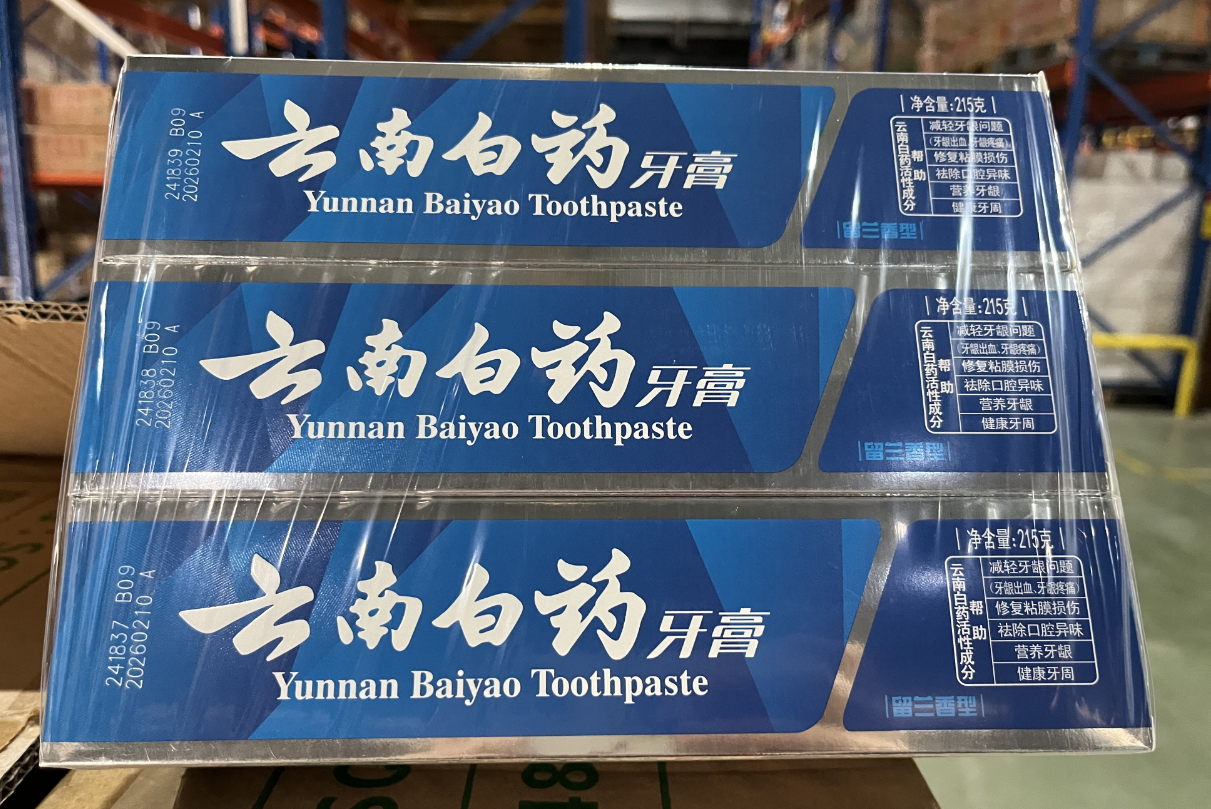 241839 B09
20260210 A
云南白药牙膏
Yunnan Baiyao Toothpaste
净含量:215克
云南白药活性成分
帮助
减轻牙龈问题
(牙龈出血、牙龈疼痛)
修复粘膜损伤
祛除口腔异味
营养牙龈
健康牙周
留兰香型
241838 B09
20260210 A
云南白药牙膏
Yunnan Baiyao Toothpaste
净含量:215克
云南白药活性成分
帮助
减轻牙龈问题
(牙龈出血、牙龈疼痛)
修复粘膜损伤
祛除口腔异味
营养牙龈
健康牙周
留兰香型
241837 B09
20260210 A
云南白药牙膏
Yunnan Baiyao Toothpaste
净含量:215克
云南白药活性成分
帮助
减轻牙龈问题
(牙龈出血、牙龈疼痛)
修复粘膜损伤
祛除口腔异味
营养牙龈
健康牙周
留兰香型